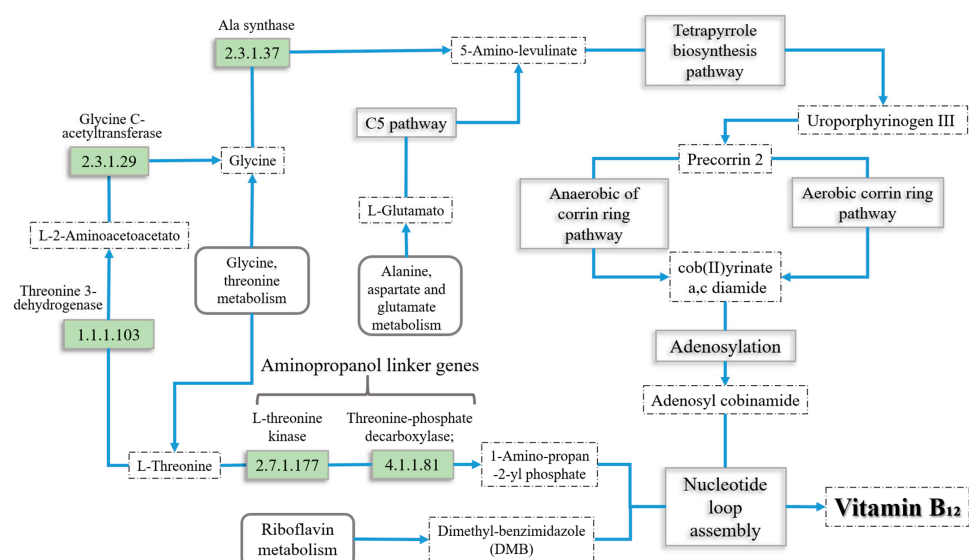 Ala synthase
2.3.1.37
5-Amino-levulinate
Tetrapyrrole
biosynthesis
pathway
Glycine C-
acetyltransferase
2.3.1.29
Glycine
C5 pathway
Uroporphyrinogen III
Precorrin 2
Anaerobic of
corrin ring
pathway
Aerobic corrin ring
pathway
L-2-Aminoacetoacetato
L-Glutamato
Glycine,
threonine
metabolism
Alanine,
aspartate and
glutamate
metabolism
cob(II)yrinate
a,c diamide
Threonine 3-
dehydrogenase
1.1.1.103
Adenosylation
Aminopropanol linker genes
Adenosyl cobinamide
L-threonine
kinase
Threonine-phosphate
decarboxylase;
L-Threonine
2.7.1.177
4.1.1.81
1-Amino-propan
-2-yl phosphate
Nucleotide
loop
assembly
Vitamin B₁₂
Riboflavin
metabolism
Dimethyl-benzimidazole
(DMB)